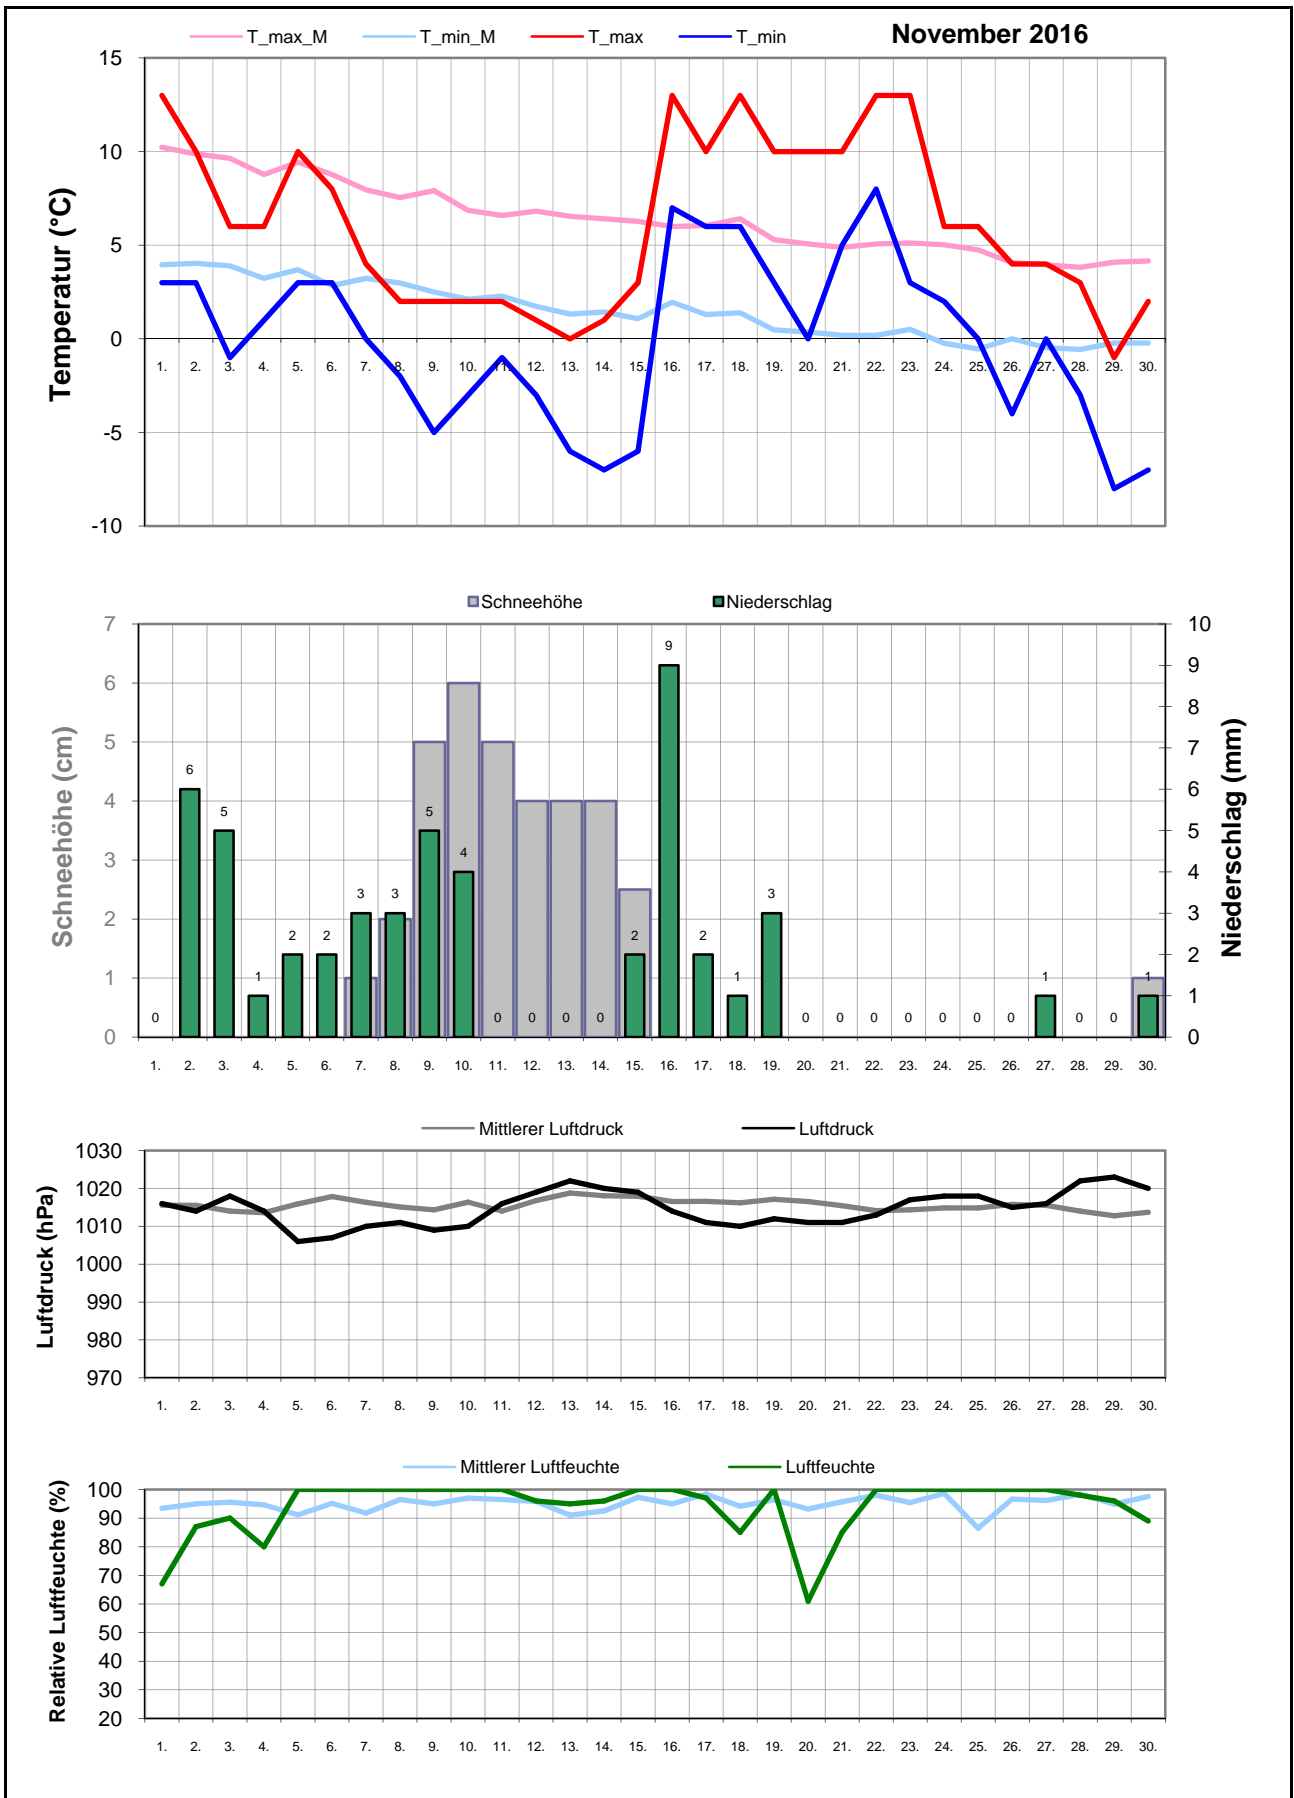 T_max_M T_min_M T_max T_min November 2016
Temperatur (°C)
15
10
5
0
-5
-10
1. 2. 3. 4. 5. 6. 7. 8. 9. 10. 11. 12. 13. 14. 15. 16. 17. 18. 19. 20. 21. 22. 23. 24. 25. 26. 27. 28. 29. 30.
Schneehöhe Niederschlag
Schneehöhe (cm)
7
6
5
4
3
2
1
0
0 6 5 1 2 2 3 3 5 4 0 0 0 0 2 9 2 1 3 0 0 0 0 0 0 0 1 0 0 1
10
9
8
7
6
5
4
3
2
1
0
Niederschlag (mm)
1. 2. 3. 4. 5. 6. 7. 8. 9. 10. 11. 12. 13. 14. 15. 16. 17. 18. 19. 20. 21. 22. 23. 24. 25. 26. 27. 28. 29. 30.
Mittlerer Luftdruck Luftdruck
Luftdruck (hPa)
1030
1020
1010
1000
990
980
970
1. 2. 3. 4. 5. 6. 7. 8. 9. 10. 11. 12. 13. 14. 15. 16. 17. 18. 19. 20. 21. 22. 23. 24. 25. 26. 27. 28. 29. 30.
Mittlerer Luftfeuchte Luftfeuchte
Relative Luftfeuchte (%)
100
90
80
70
60
50
40
30
20
1. 2. 3. 4. 5. 6. 7. 8. 9. 10. 11. 12. 13. 14. 15. 16. 17. 18. 19. 20. 21. 22. 23. 24. 25. 26. 27. 28. 29. 30.